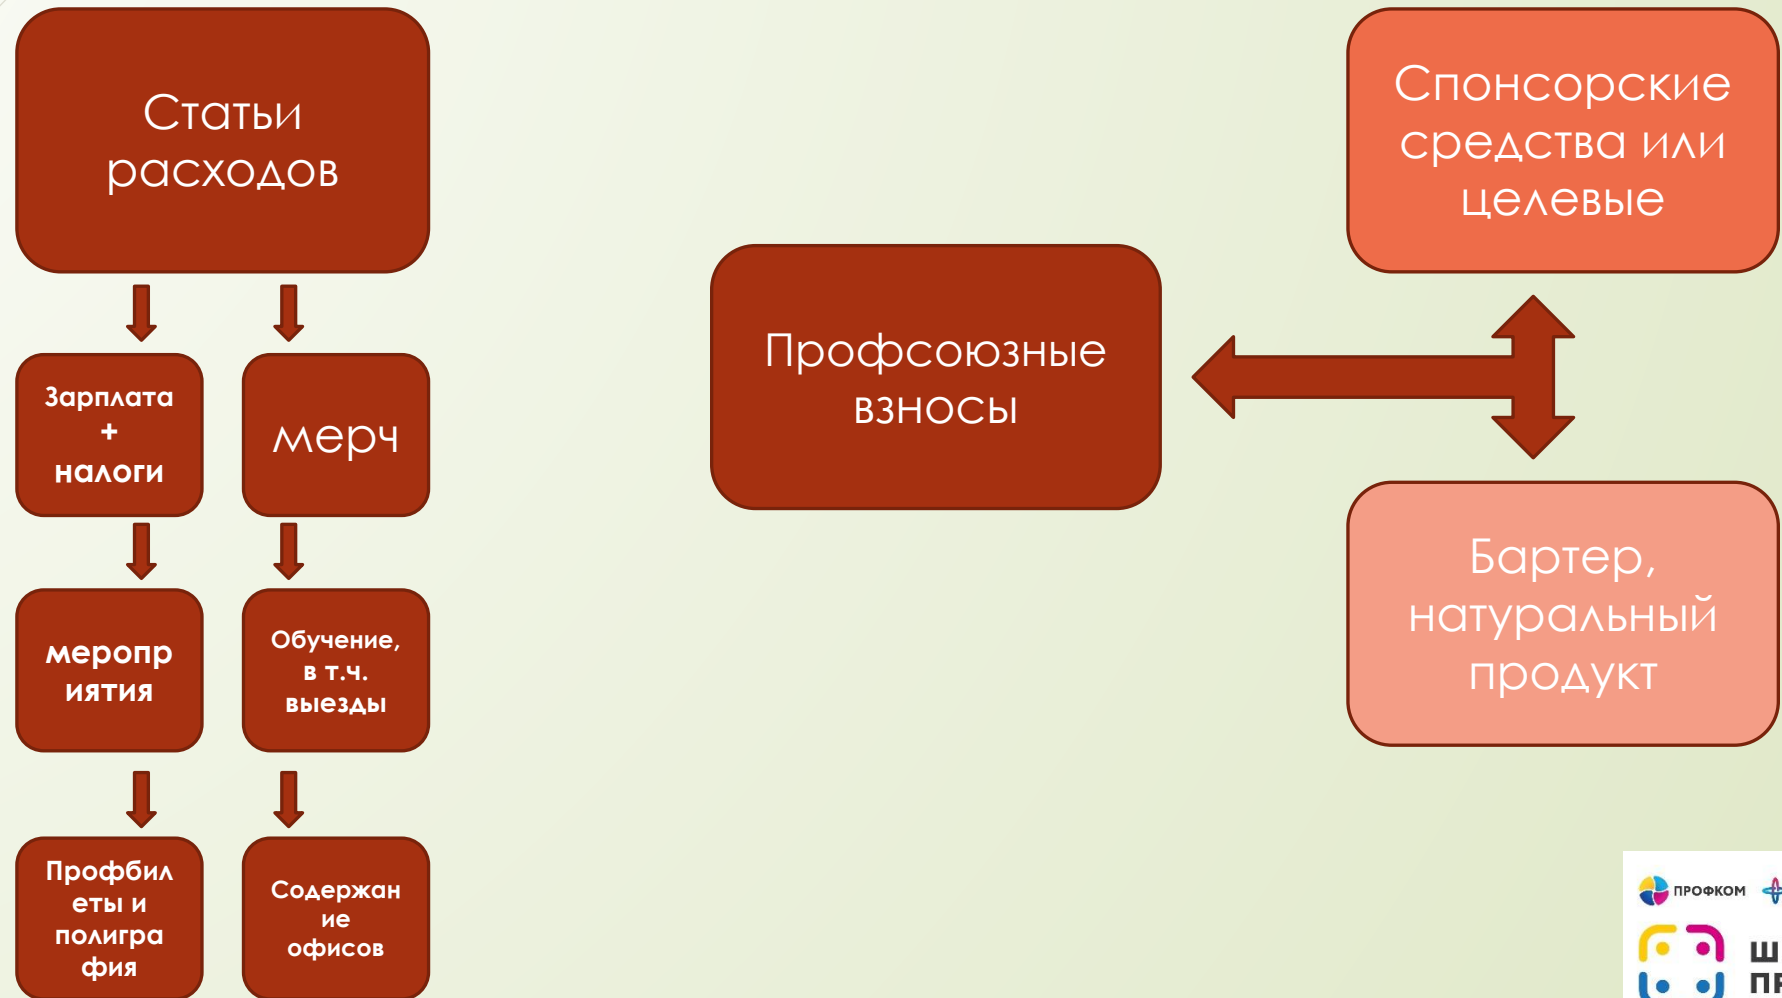 Статьи
расходов
Зарплата
+
налоги
мерч
меропр
иятия
Обучение,
в т.ч.
выезды
Профбил
еты и
полигра
фия
Содержан
ие
офисов
Профсоюзные
взносы
Спонсорские
средства или
целевые
Бартер,
натуральный
продукт
ПРОФКОМ